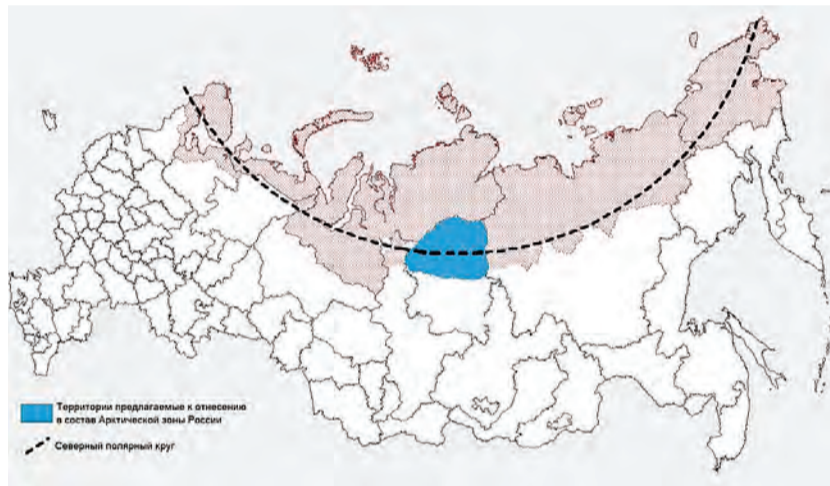 Территории предлагаемые к отнесению
в состав Арктической зоны России
Северный полярный круг